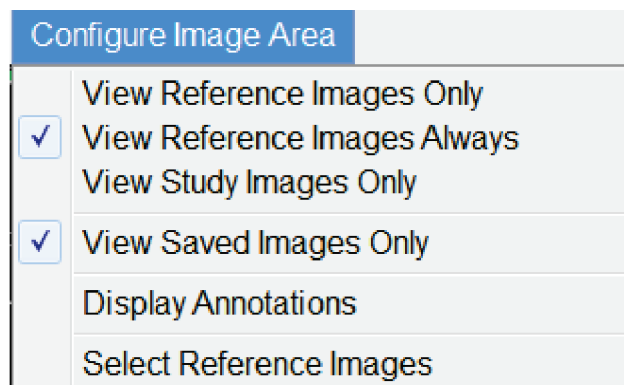 Configure Image Area
View Reference Images Only
View Reference Images Always
View Study Images Only
View Saved Images Only
Display Annotations
Select Reference Images